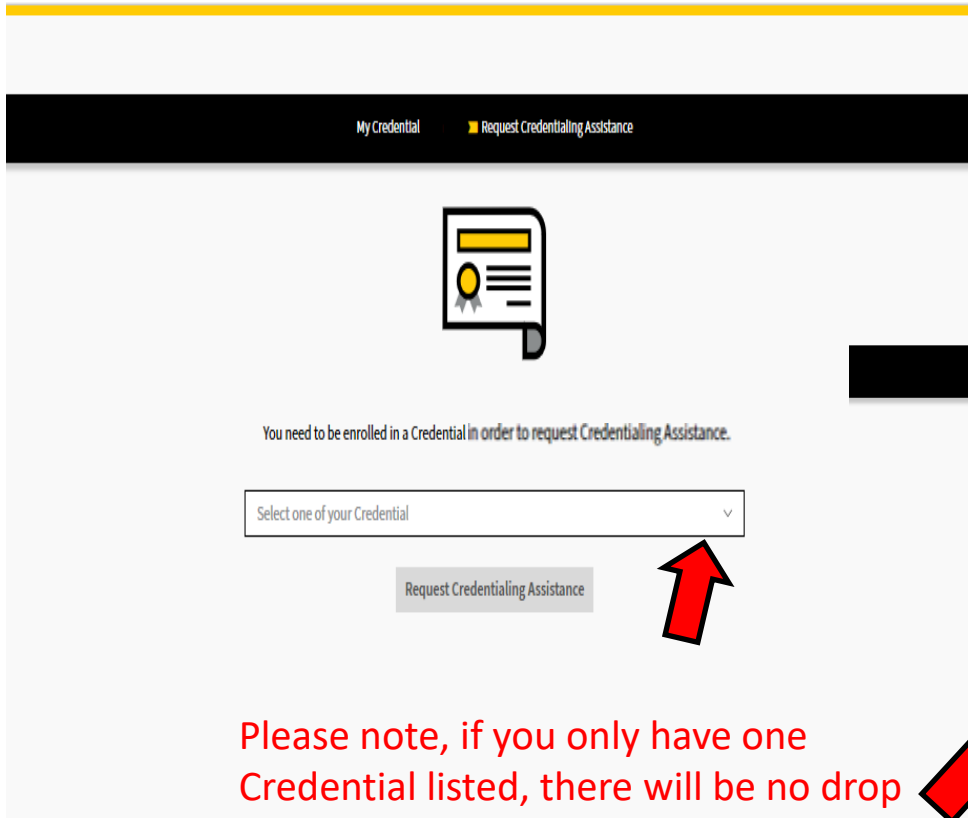 My Credential Request Credentialing Assistance
You need to be enrolled in a Credential in order to request Credentialing Assistance.
Select one of your Credential
Request Credentialing Assistance
Please note, if you only have one
Credential listed, there will be no drop